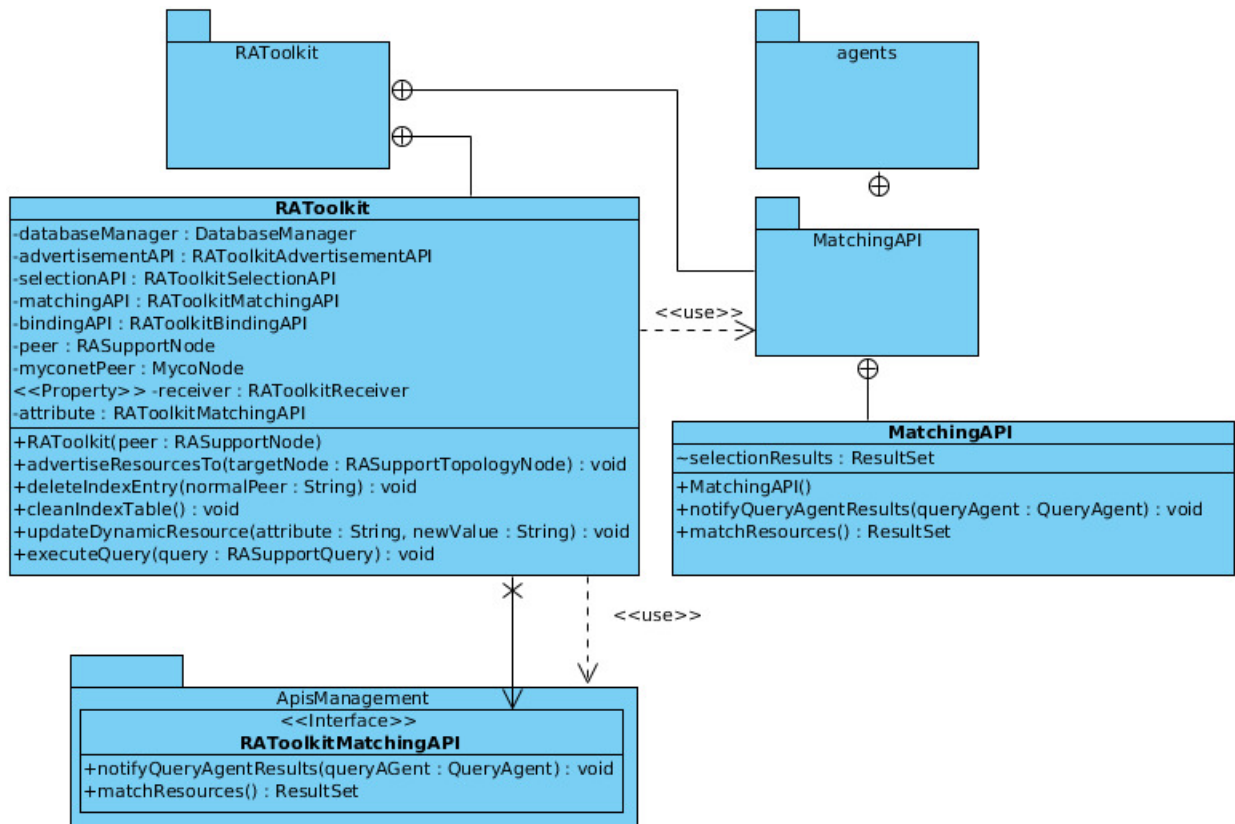 RAToolkit
agents
RAToolkit
-databaseManager : DatabaseManager
-advertisementAPI : RAToolkitAdvertisementAPI
-selectionAPI : RAToolkitSelectionAPI
-matchingAPI : RAToolkitMatchingAPI
-bindingAPI : RAToolkitBindingAPI
-peer : RASupportNode
-myconetPeer : MycoNode
<<Property>> -receiver : RAToolkitReceiver
-attribute : RAToolkitMatchingAPI
+RAToolkit(peer : RASupportNode)
+advertiseResourcesTo(targetNode : RASupportTopologyNode) : void
+deleteIndexEntry(normalPeer : String) : void
+cleanIndexTable() : void
+updateDynamicResource(attribute : String, newValue : String) : void
+executeQuery(query : RASupportQuery) : void
MatchingAPI
<<use>>
MatchingAPI
~selectionResults : ResultSet
+MatchingAPI()
+notifyQueryAgentResults(queryAgent : QueryAgent) : void
+matchResources() : ResultSet
<<use>>
ApisManagement
<<Interface>>
RAToolkitMatchingAPI
+notifyQueryAgentResults(queryAGent : QueryAgent) : void
+matchResources() : ResultSet